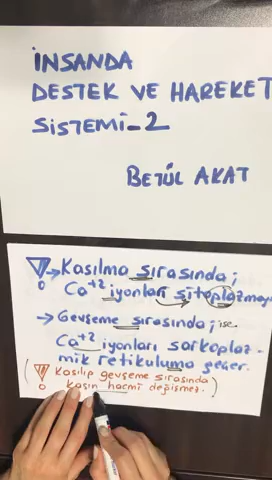 İNSANDA
DESTEK VE HAREKET
SİSTEMİ-2
BETÜL AKAT
→ Kasılma sırasında;
Ca+2 iyonları sitoplazmaya
→ Gevşeme sırasında; ise
Ca+2 iyonları sarkoplaz-
mik retikuluma geçer.
( Kasılıp gevşeme sırasında
kasın hacmi değişmez. )